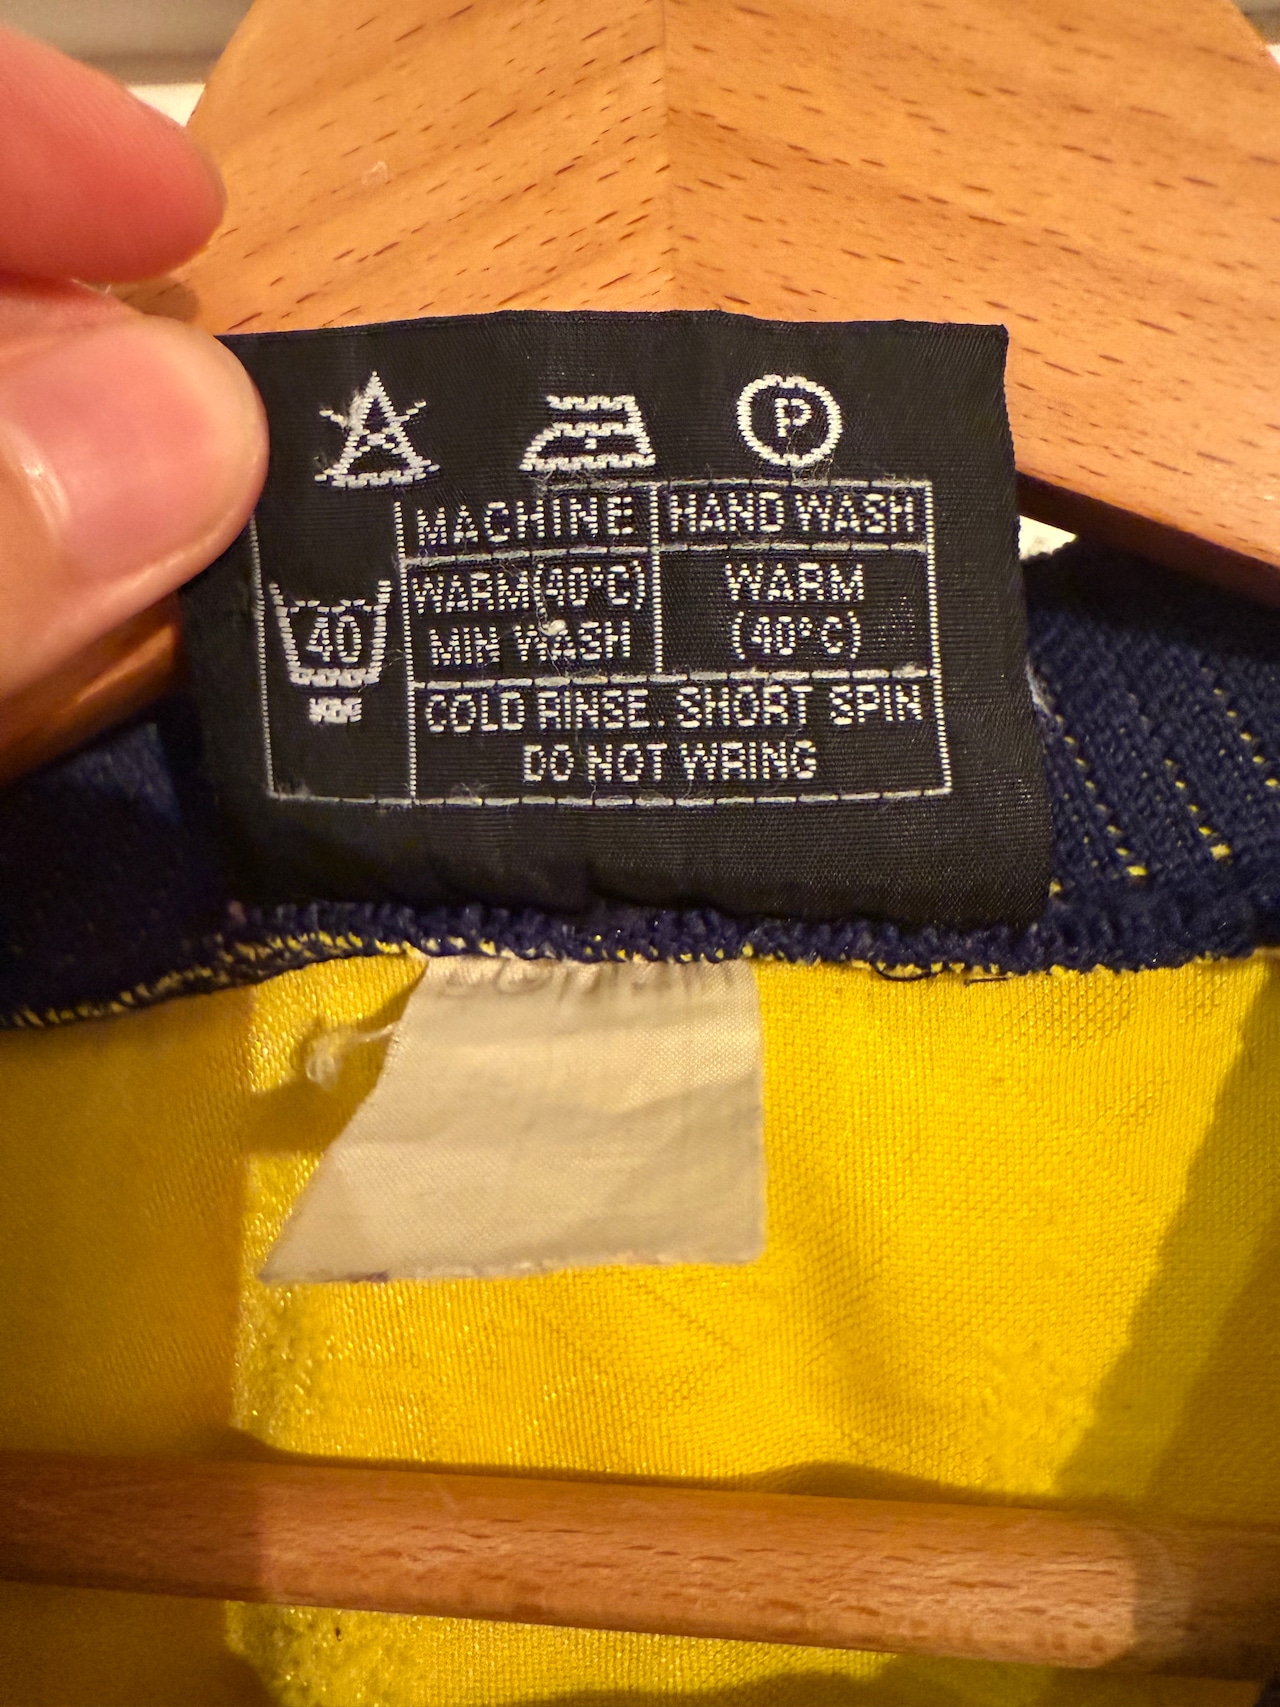 P
MACHINE HAND WASH
40
WARM(40°C) WARM
MIN WASH (40°C)
COLD RINSE. SHORT SPIN
DO NOT WRING